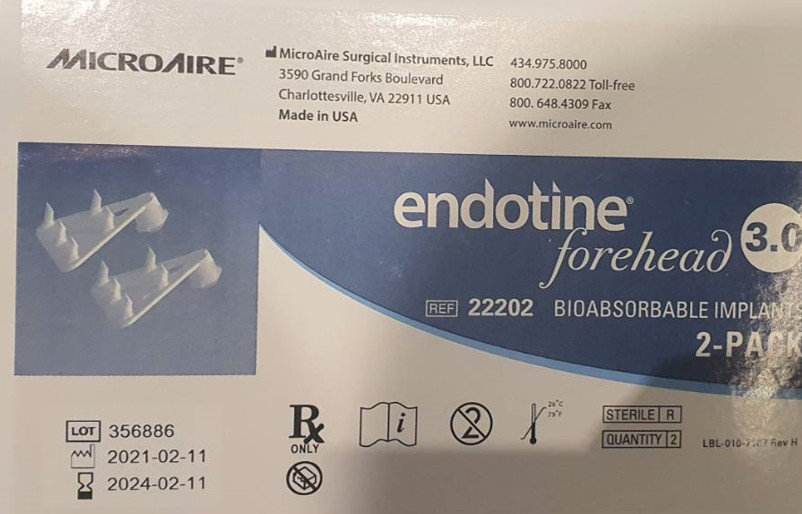 MICROAIRE®
MicroAire Surgical Instruments, LLC
3590 Grand Forks Boulevard
Charlottesville, VA 22911 USA
Made in USA
434.975.8000
800.722.0822 Toll-free
800. 648.4309 Fax
www.microaire.com
endotine®
forehead 3.0
REF 22202 BIOABSORBABLE IMPLANTS
2-PACK
LOT 356886
2021-02-11
2024-02-11
Rx
ONLY
i
2
STERILE R
QUANTITY 2
Rev H